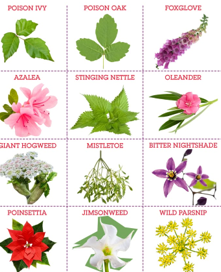 POISON IVY
POISON OAK
FOXGLOVE
AZALEA
STINGING NETTLE
OLEANDER
GIANT HOGWEED
MISTLETOE
BITTER NIGHTSHADE
POINSETTIA
JIMSONWEED
WILD PARSNIP